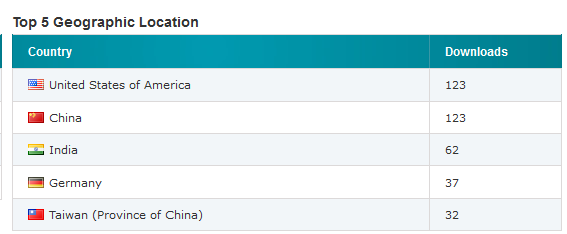 Top 5 Geographic Location
Country Downloads
United States of America 123
China 123
India 62
Germany 37
Taiwan (Province of China) 32